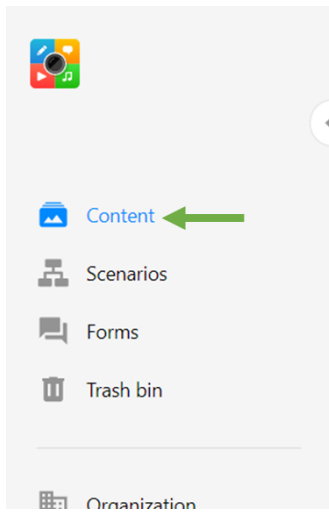 Content
Scenarios
Forms
Trash bin
Organization